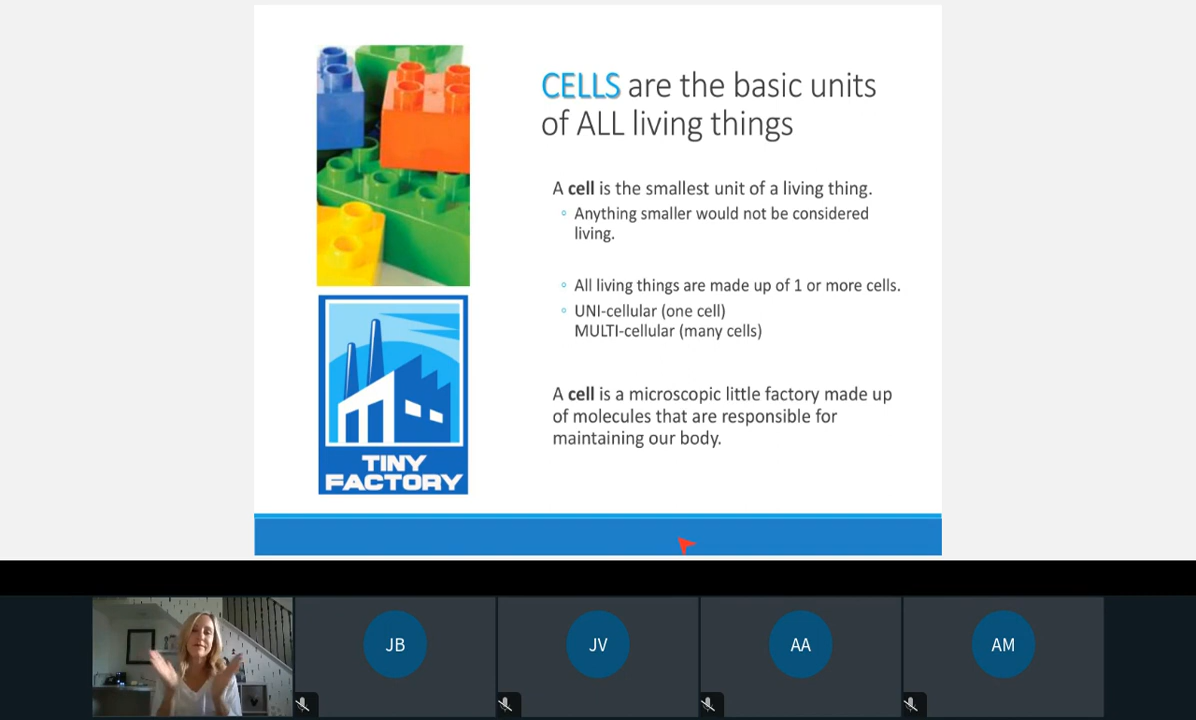 CELLS are the basic units
of ALL living things
A cell is the smallest unit of a living thing.
◦ Anything smaller would not be considered
living.
◦ All living things are made up of 1 or more cells.
◦ UNI-cellular (one cell)
MULTI-cellular (many cells)
A cell is a microscopic little factory made up
of molecules that are responsible for
maintaining our body.
TINY
FACTORY
JB
JV
AA
AM